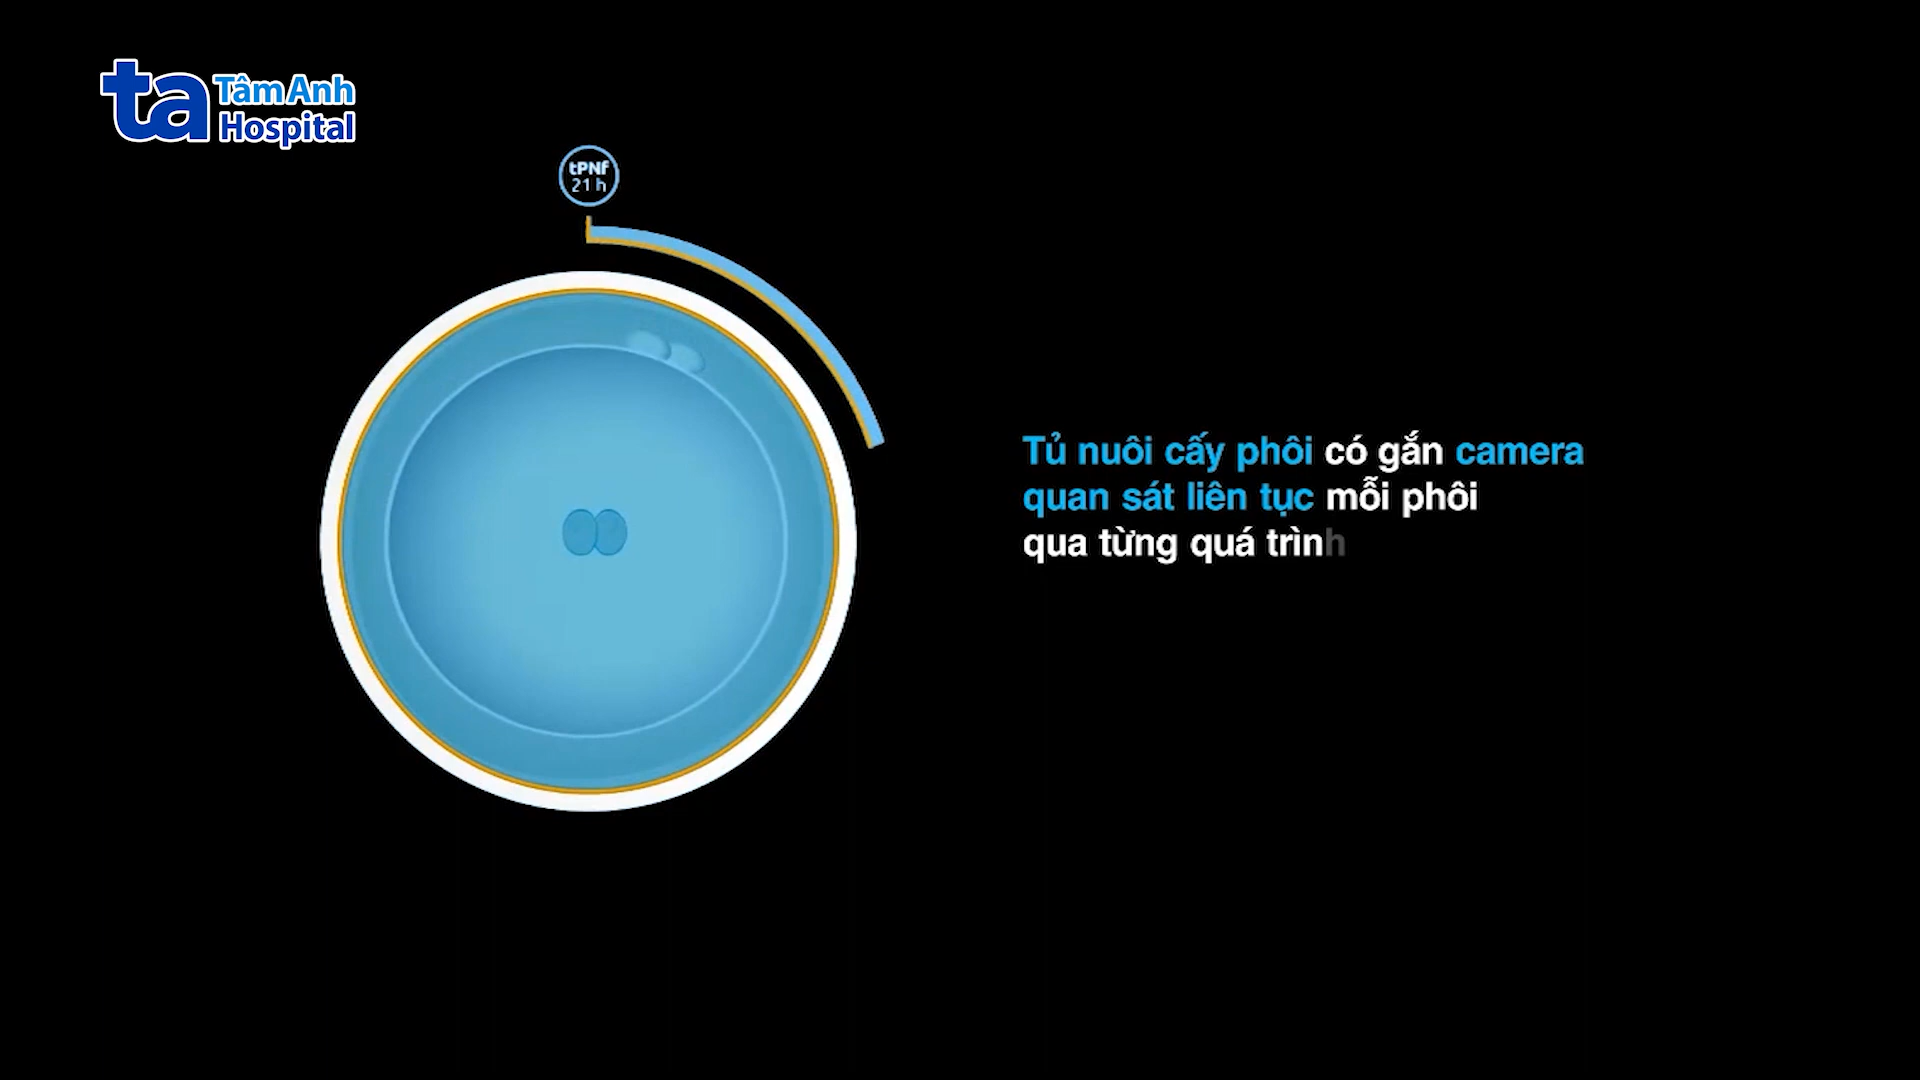 ta Tâm Anh
Hospital
tPNf
21 h
Tủ nuôi cấy phôi có gắn camera
quan sát liên tục mỗi phôi
qua từng quá trình